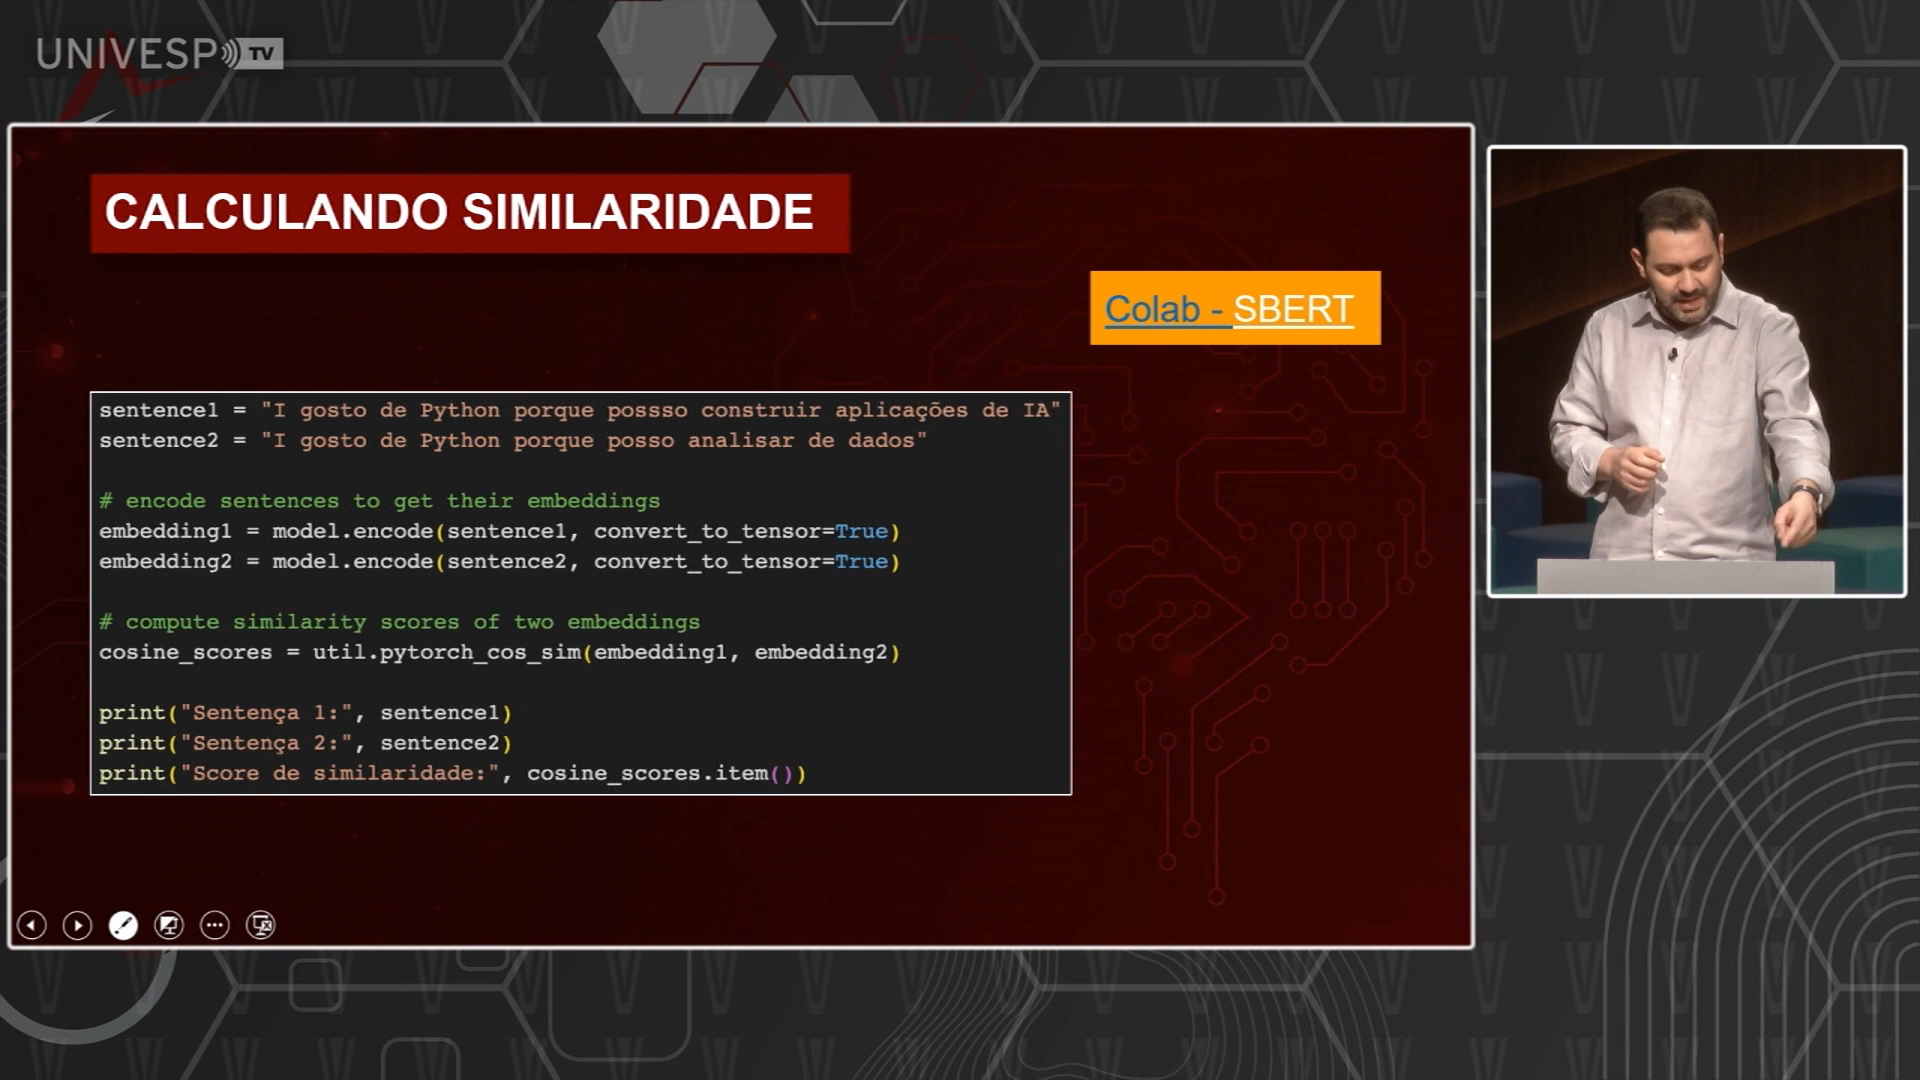 UNIVESP TV
CALCULANDO SIMILARIDADE
Colab - SBERT
sentence1 = "I gosto de Python porque possso construir aplicações de IA"
sentence2 = "I gosto de Python porque posso analisar de dados"
# encode sentences to get their embeddings
embedding1 = model.encode(sentence1, convert_to_tensor=True)
embedding2 = model.encode(sentence2, convert_to_tensor=True)
# compute similarity scores of two embeddings
cosine_scores = util.pytorch_cos_sim(embedding1, embedding2)
print("Sentença 1:", sentence1)
print("Sentença 2:", sentence2)
print("Score de similaridade:", cosine_scores.item())